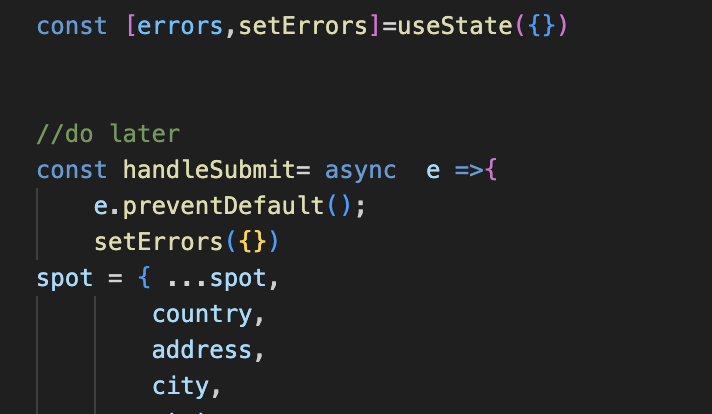 const [errors,setErrors]=useState({})
//do later
const handleSubmit= async  e =>{
e.preventDefault();
setErrors({})
spot = { ...spot,
country,
address,
city,